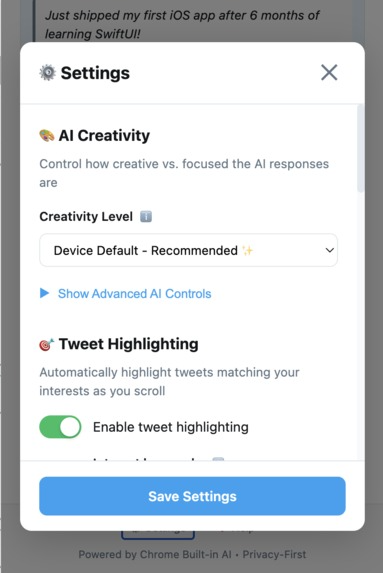 Just shipped my first iOS app after 6 months of
learning SwiftUI!
⚙️ Settings
🎨 AI Creativity
Control how creative vs. focused the AI responses
are
Creativity Level ℹ️
Device Default - Recommended ✨
▶ Show Advanced AI Controls
🎯 Tweet Highlighting
Automatically highlight tweets matching your
interests as you scroll
Enable tweet highlighting
Save Settings
Powered by Chrome Built-in AI • Privacy-First